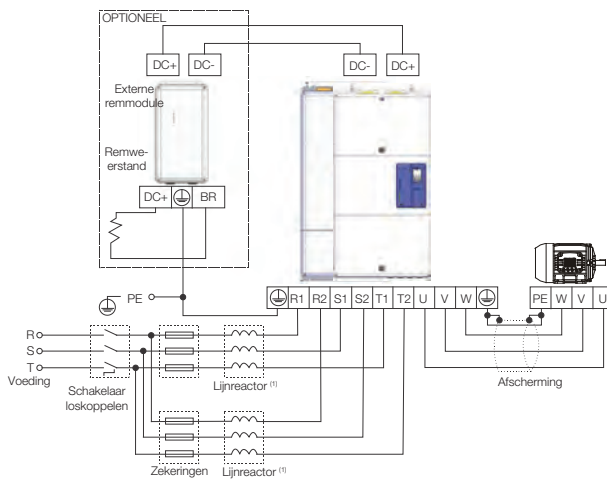 OPTIONEEL
DC+ DC- DC- DC+
Externe
remmodule
Remwe-
erstand
DC+ BR
PE
R1 R2 S1 S2 T1 T2 U V W
PE W V U
R
S
T
Voeding
Schakelaar
loskoppelen
Lijnreactor (1)
Afscherming
Zekeringen
Lijnreactor (1)